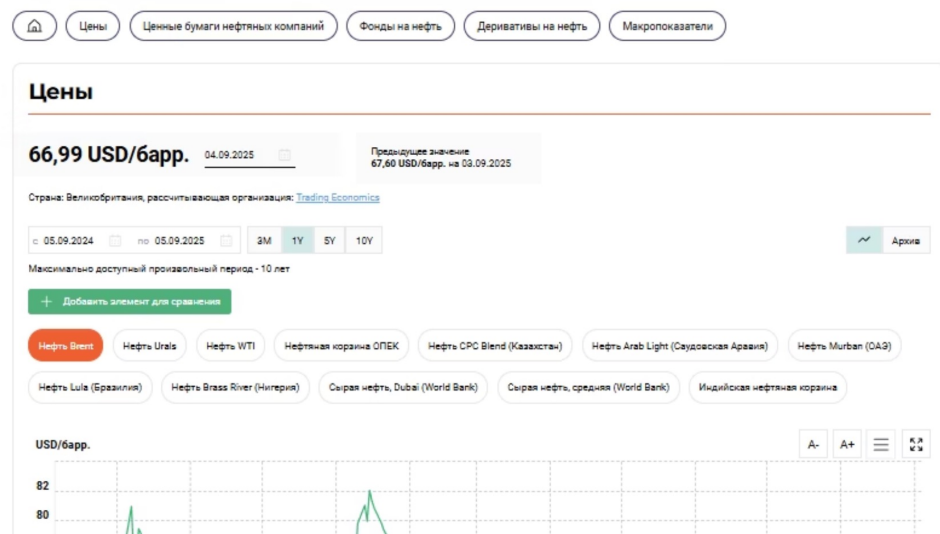 Цены Ценные бумаги нефтяных компаний Фонды на нефть Деривативы на нефть Макропоказатели
Цены
66,99 USD/барр. 04.09.2025
Предыдущее значение
67,60 USD/барр. на 03.09.2025
Страна: Великобритания, рассчитывающая организация: Trading Economics
с 05.09.2024 по 05.09.2025 3M 1Y 5Y 10Y Архив
Максимально доступный произвольный период - 10 лет
+ Добавить элемент для сравнения
Нефть Brent Нефть Urals Нефть WTI Нефтяная корзина ОПЕК Нефть CPC Blend (Казахстан) Нефть Arab Light (Саудовская Аравия) Нефть Murban (ОАЭ)
Нефть Lula (Бразилия) Нефть Brass River (Нигерия) Сырая нефть, Dubai (World Bank) Сырая нефть, средняя (World Bank) Индийская нефтяная корзина
USD/барр. A- A+
82
80